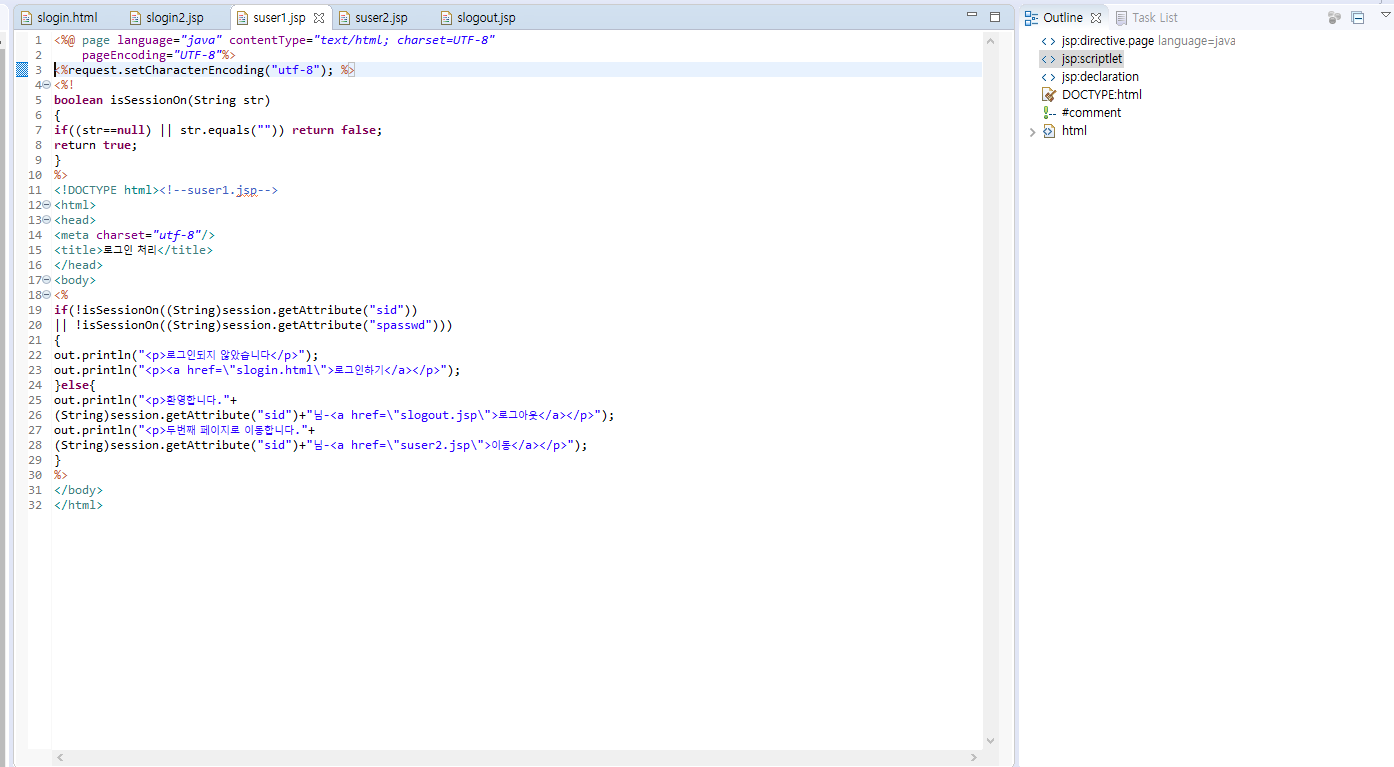 slogin.html slogin2.jsp suser1.jsp suser2.jsp slogout.jsp
1 <%@ page language="java" contentType="text/html; charset=UTF-8"
2 pageEncoding="UTF-8"%>
3 <%request.setCharacterEncoding("utf-8"); %>
4 <%!
5 boolean isSessionOn(String str)
6 {
7 if((str==null) || str.equals("")) return false;
8 return true;
9 }
10 %>
11 <!DOCTYPE html><!--suser1.jsp-->
12 <html>
13 <head>
14 <meta charset="utf-8"/>
15 <title>로그인 처리</title>
16 </head>
17 <body>
18 <%
19 if(!isSessionOn((String)session.getAttribute("sid"))
20 || !isSessionOn((String)session.getAttribute("spasswd")))
21 {
22 out.println("<p>로그인되지 않았습니다</p>");
23 out.println("<p><a href=\"slogin.html\">로그인하기</a></p>");
24 }else{
25 out.println("<p>환영합니다."+
26 (String)session.getAttribute("sid")+"님-<a href=\"slogout.jsp\">로그아웃</a></p>");
27 out.println("<p>두번째 페이지로 이동합니다."+
28 (String)session.getAttribute("sid")+"님-<a href=\"suser2.jsp\">이동</a></p>");
29 }
30 %>
31 </body>
32 </html>
Outline Task List
jsp:directive.page language=java
jsp:scriptlet
jsp:declaration
DOCTYPE:html
#comment
html